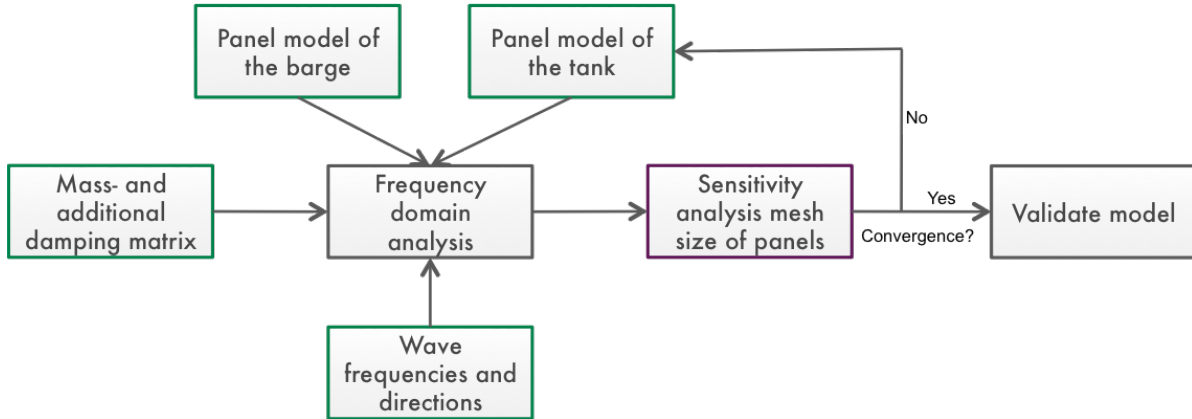 Panel model of
the barge
Panel model of
the tank
No
Mass- and
additional
damping matrix
Frequency
domain
analysis
Sensitivity
analysis mesh
size of panels
Yes
Convergence?
Validate model
Wave
frequencies and
directions